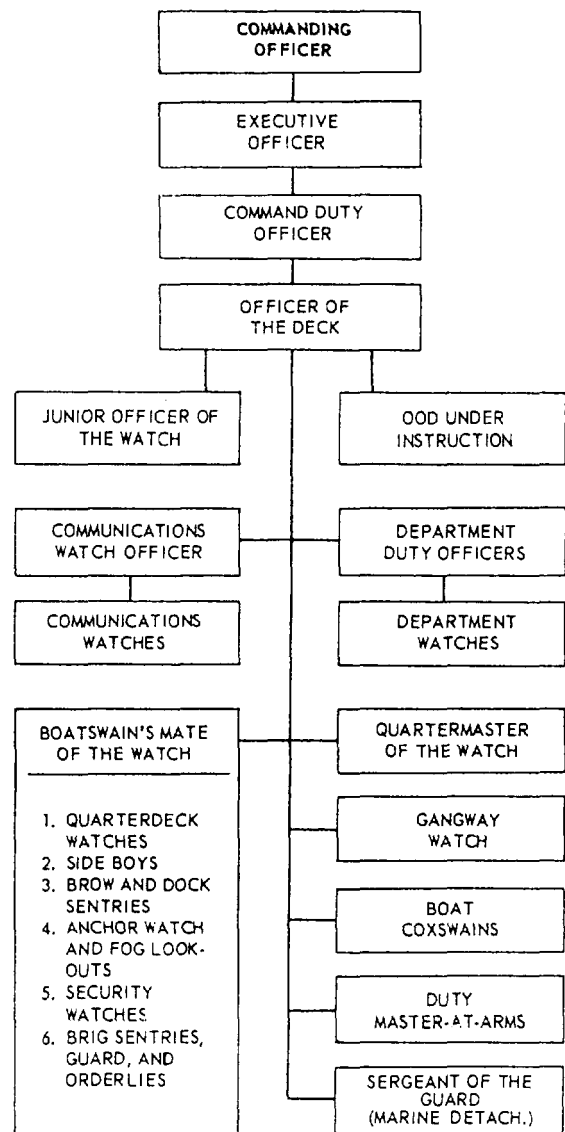 COMMANDING
OFFICER
EXECUTIVE
OFFICER
COMMAND DUTY
OFFICER
OFFICER OF
THE DECK
JUNIOR OFFICER OF
THE WATCH
OOD UNDER
INSTRUCTION
COMMUNICATIONS
WATCH OFFICER
DEPARTMENT
DUTY OFFICERS
COMMUNICATIONS
WATCHES
DEPARTMENT
WATCHES
BOATSWAIN'S MATE
OF THE WATCH
1. QUARTERDECK
WATCHES
2. SIDE BOYS
3. BROW AND DOCK
SENTRIES
4. ANCHOR WATCH
AND FOG LOOK-
OUTS
5. SECURITY
WATCHES
6. BRIG SENTRIES,
GUARD, AND
ORDERLIES
QUARTERMASTER
OF THE WATCH
GANGWAY
WATCH
BOAT
COXSWAINS
DUTY
MASTER-AT-ARMS
SERGEANT OF THE
GUARD
(MARINE DETACH.)